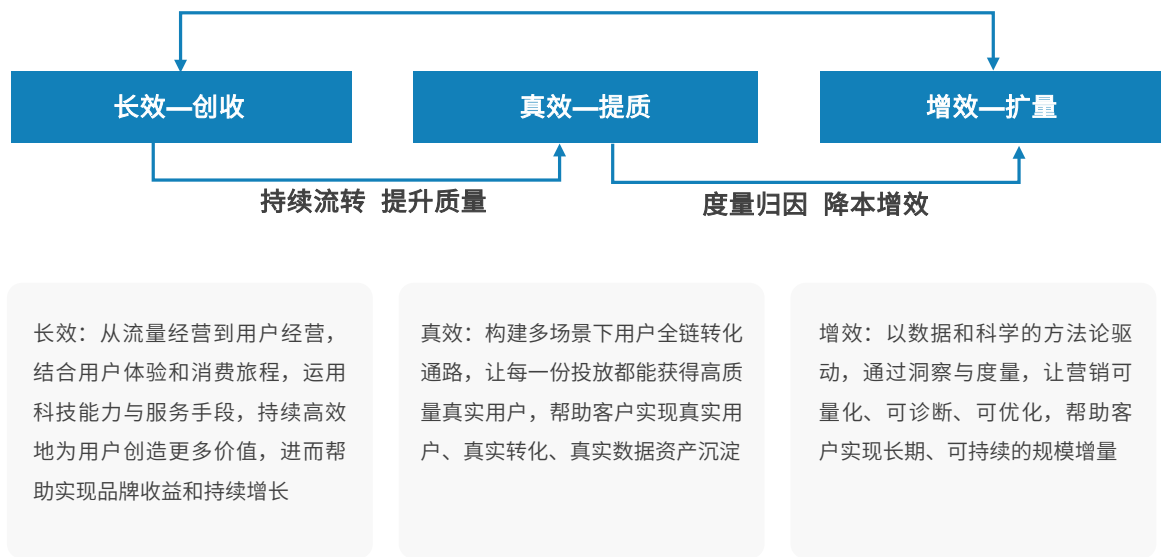 长效—创收
真效—提质
增效—扩量
持续流转 提升质量
度量归因 降本增效
长效：从流量经营到用户经营，
结合用户体验和消费旅程，运用
科技能力与服务手段，持续高效
地为用户创造更多价值，进而帮
助实现品牌收益和持续增长
真效：构建多场景下用户全链转化
通路，让每一份投放都能获得高质
量真实用户，帮助客户实现真实用
户、真实转化、真实数据资产沉淀
增效：以数据和科学的方法论驱
动，通过洞察与度量，让营销可
量化、可诊断、可优化，帮助客
户实现长期、可持续的规模增量